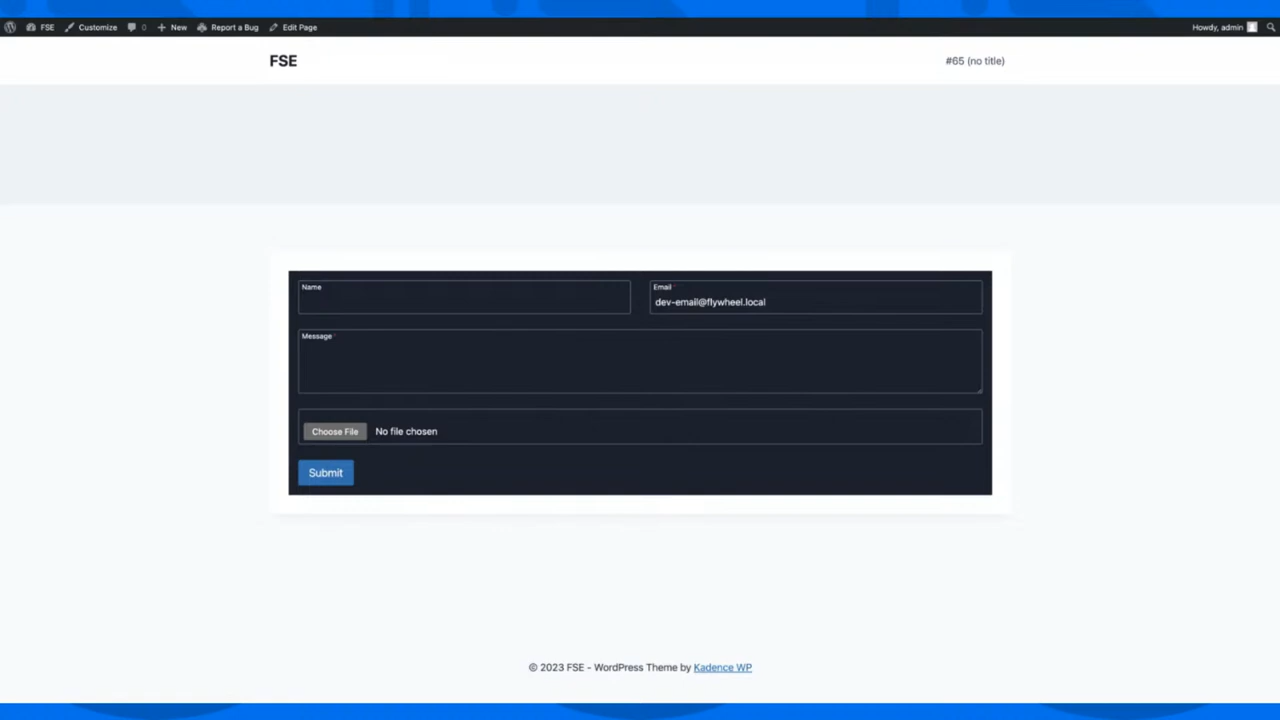 FSE Customize 0 New Report a Bug Edit Page Howdy, admin
FSE #65 (no title)
Name Email *
dev-email@flywheel.local
Message *
Choose File No file chosen
Submit
© 2023 FSE - WordPress Theme by Kadence WP